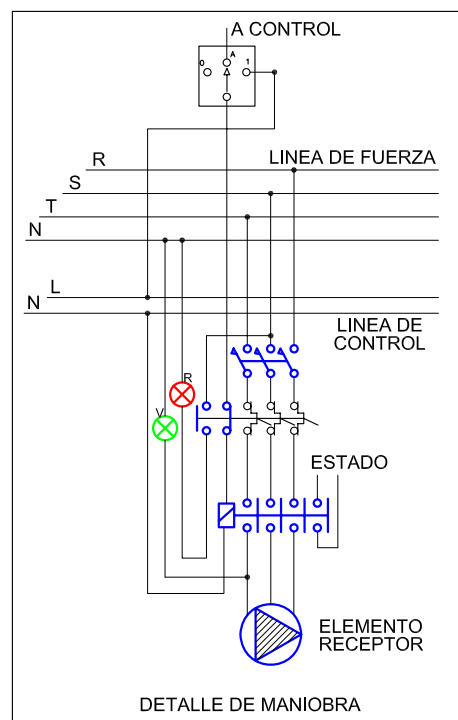 A CONTROL
A
0
1
R
LINEA DE FUERZA
S
T
N
L
N
LINEA DE
CONTROL
R
V
ESTADO
ELEMENTO
RECEPTOR
DETALLE DE MANIOBRA